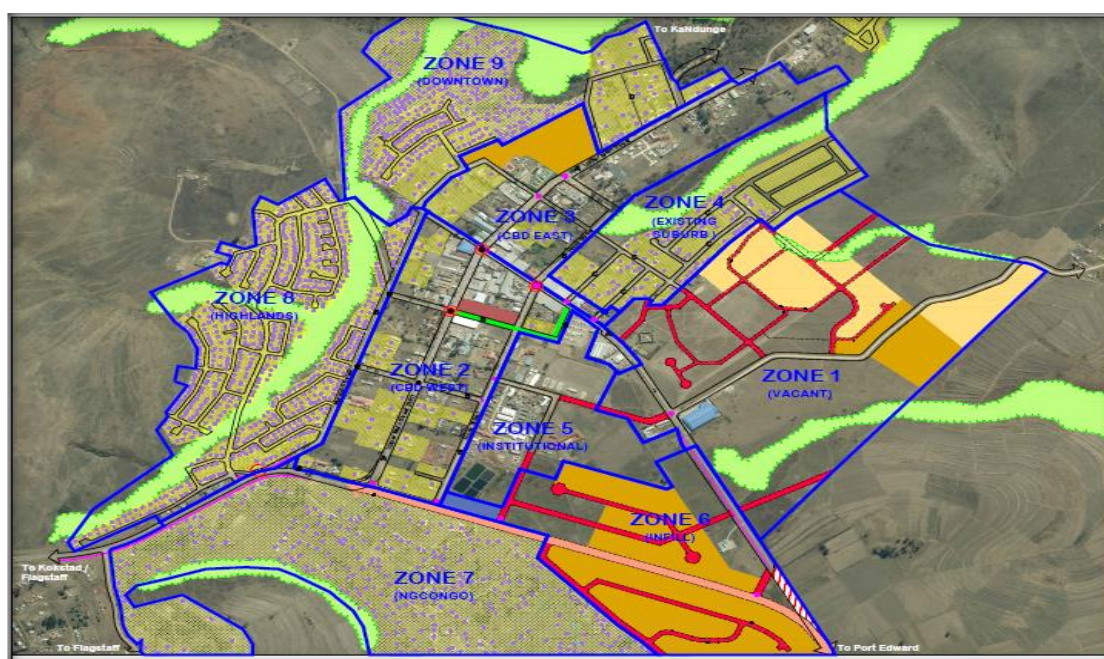 To KaNdunge
ZONE 9
(DOWNTOWN)
ZONE 3
(CBD EAST)
ZONE 4
(EXISTING
SUBURB)
ZONE 8
(HIGHLANDS)
ZONE 2
(CBD WEST)
ZONE 1
(VACANT)
ZONE 5
(INSTITUTIONAL)
ZONE 6
(INFILL)
ZONE 7
(NGCONGO)
To Kokstad /
Flagstaff
To Flagstaff
To Port Edward